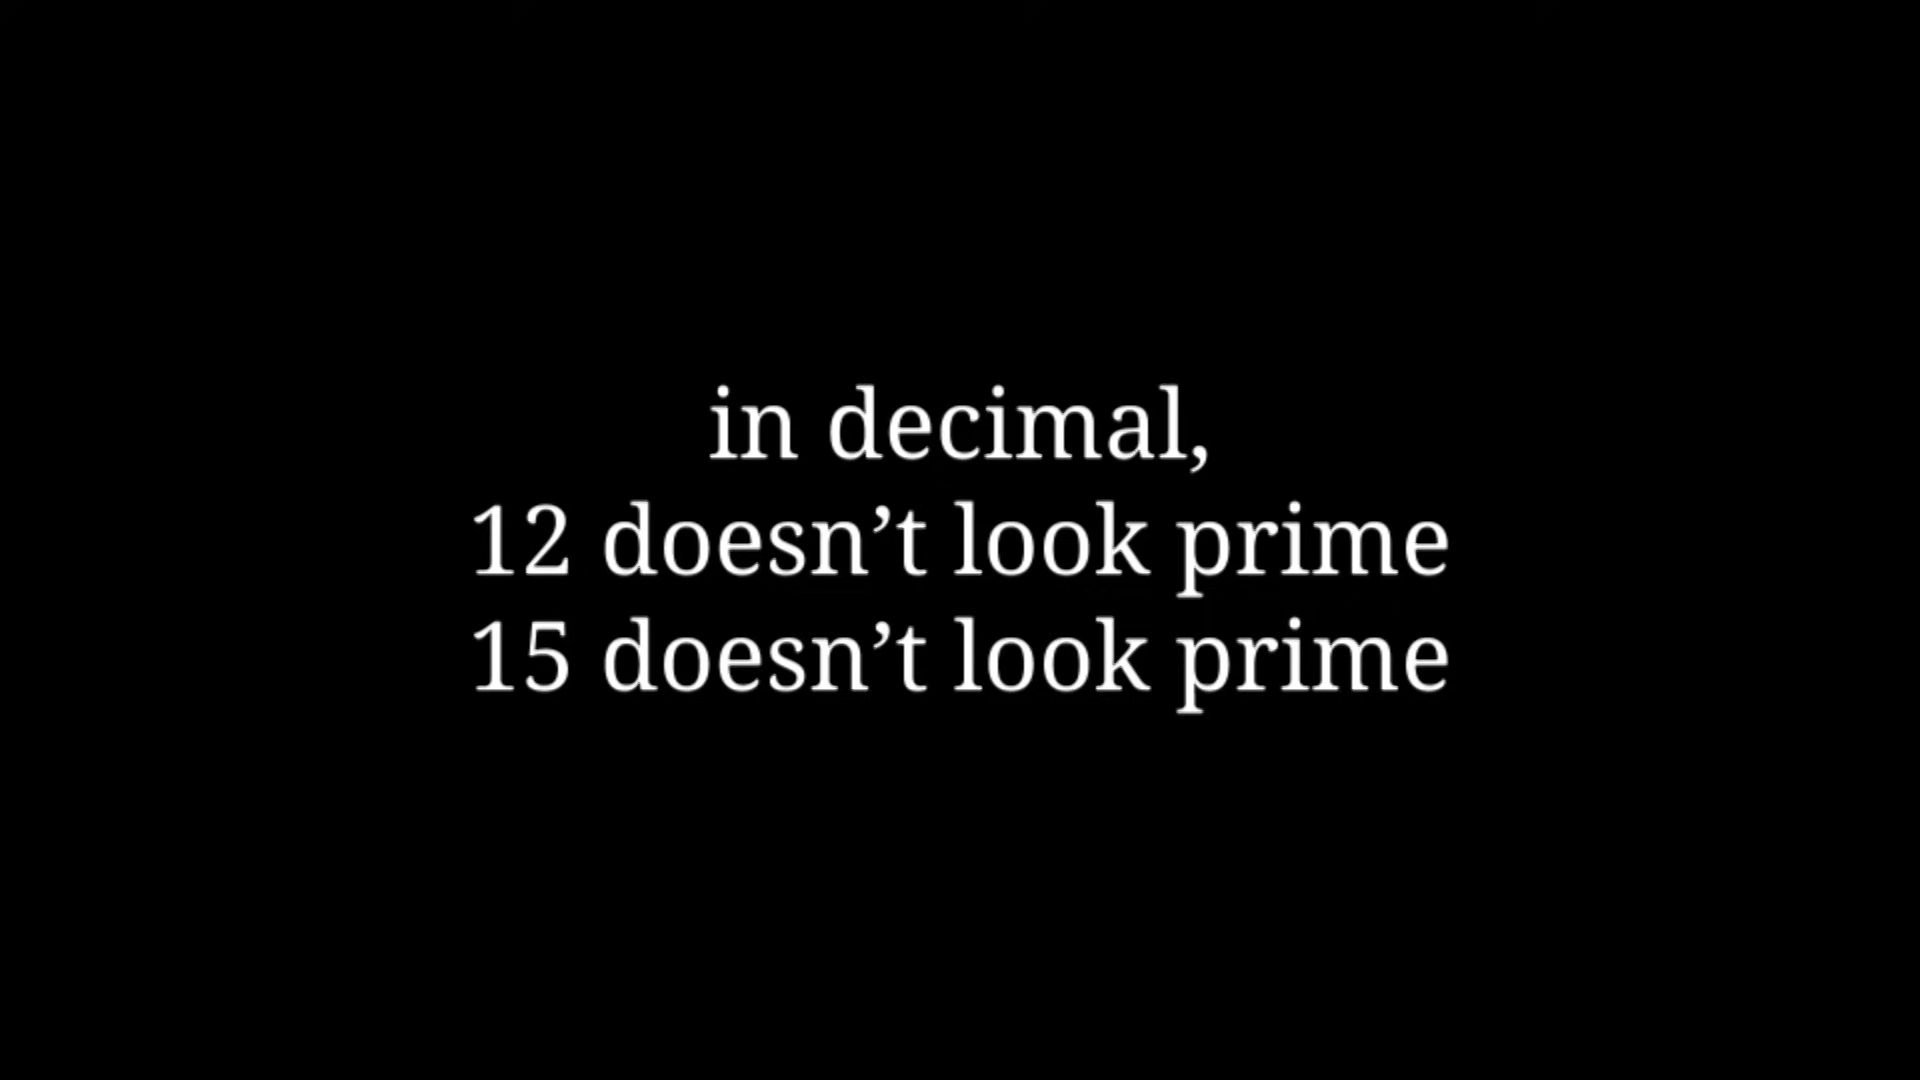 in decimal,
12 doesn’t look prime
15 doesn’t look prime